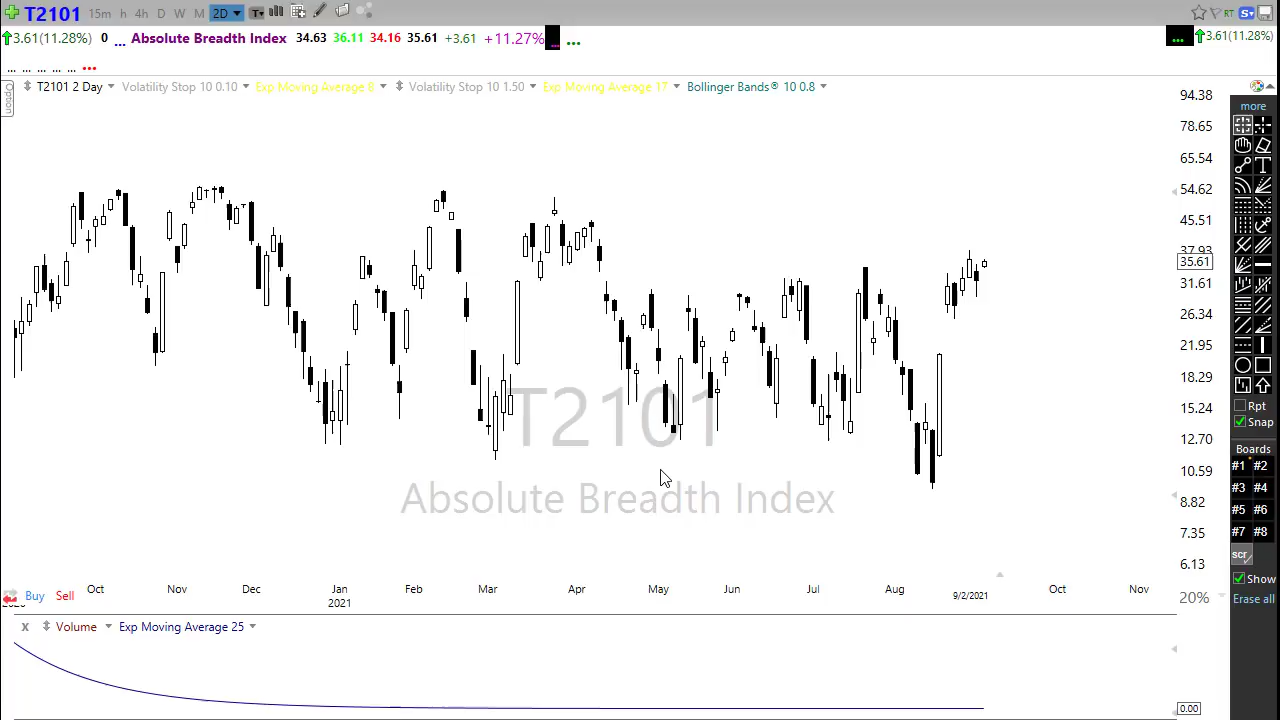 T2101 15m h 4h D W M 2D T RT S
3.61(11.28%) 0 ... Absolute Breadth Index 34.63 36.11 34.16 35.61 +3.61 +11.27% ... ... ... 3.61(11.28%)
... ... ... ... ... ...
Option
T2101 2 Day Volatility Stop 10 0.10 Exp Moving Average 8 Volatility Stop 10 1.50 Exp Moving Average 17 Bollinger Bands® 10 0.8
94.38
78.65
65.54
54.62
45.51
37.93
35.61
31.61
26.34
21.95
18.29
15.24
12.70
10.59
8.82
7.35
6.13
20%
T2101
Absolute Breadth Index
Oct Nov Dec Jan Feb Mar Apr May Jun Jul Aug 9/2/2021 Oct Nov
2021
Buy Sell
X Volume Exp Moving Average 25
0.00
more
T
Rpt
Snap
Boards
#1 #2
#3 #4
#5 #6
#7 #8
scr
Show
Erase all